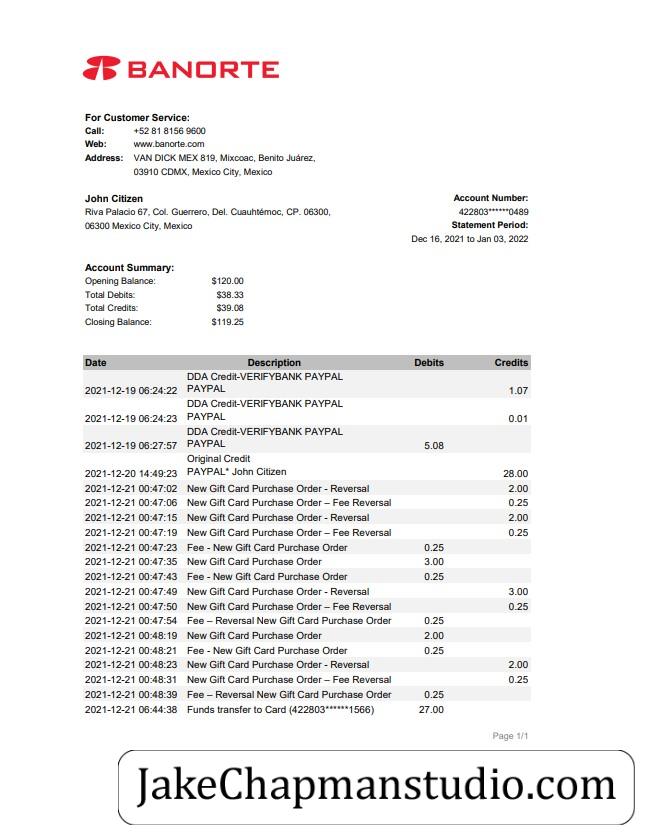 BANORTE
For Customer Service:
Call: +52 81 8156 9600
Web: www.banorte.com
Address: VAN DICK MEX 819, Mixcoac, Benito Juárez,
03910 CDMX, Mexico City, Mexico
John Citizen
Riva Palacio 67, Col. Guerrero, Del. Cuauhtémoc, CP. 06300,
06300 Mexico City, Mexico
Account Number:
422803******0489
Statement Period:
Dec 16, 2021 to Jan 03, 2022
Account Summary:
Opening Balance: $120.00
Total Debits: $38.33
Total Credits: $39.08
Closing Balance: $119.25
Date Description Debits Credits
DDA Credit-VERIFYBANK PAYPAL
2021-12-19 06:24:22 PAYPAL 1.07
DDA Credit-VERIFYBANK PAYPAL
2021-12-19 06:24:23 PAYPAL 0.01
DDA Credit-VERIFYBANK PAYPAL
2021-12-19 06:27:57 PAYPAL 5.08
Original Credit
2021-12-20 14:49:23 PAYPAL* John Citizen 28.00
2021-12-21 00:47:02 New Gift Card Purchase Order - Reversal 2.00
2021-12-21 00:47:06 New Gift Card Purchase Order – Fee Reversal 0.25
2021-12-21 00:47:15 New Gift Card Purchase Order - Reversal 2.00
2021-12-21 00:47:19 New Gift Card Purchase Order – Fee Reversal 0.25
2021-12-21 00:47:23 Fee - New Gift Card Purchase Order 0.25
2021-12-21 00:47:35 New Gift Card Purchase Order 3.00
2021-12-21 00:47:43 Fee - New Gift Card Purchase Order 0.25
2021-12-21 00:47:49 New Gift Card Purchase Order - Reversal 3.00
2021-12-21 00:47:50 New Gift Card Purchase Order – Fee Reversal 0.25
2021-12-21 00:47:54 Fee – Reversal New Gift Card Purchase Order 0.25
2021-12-21 00:48:19 New Gift Card Purchase Order 2.00
2021-12-21 00:48:21 Fee - New Gift Card Purchase Order 0.25
2021-12-21 00:48:23 New Gift Card Purchase Order - Reversal 2.00
2021-12-21 00:48:31 New Gift Card Purchase Order – Fee Reversal 0.25
2021-12-21 00:48:39 Fee – Reversal New Gift Card Purchase Order 0.25
2021-12-21 06:44:38 Funds transfer to Card (422803******1566) 27.00
Page 1/1
JakeChapmanstudio.com